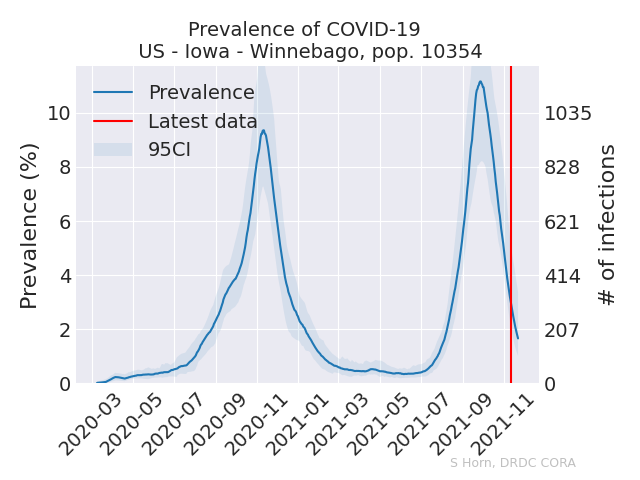 Prevalence of COVID-19
US - Iowa - Winnebago, pop. 10354
Prevalence
Latest data
95CI
Prevalence (%)
10
8
6
4
2
0
1035
828
621
414
207
0
# of infections
2020-03
2020-05
2020-07
2020-09
2020-11
2021-01
2021-03
2021-05
2021-07
2021-09
2021-11
S Horn, DRDC CORA